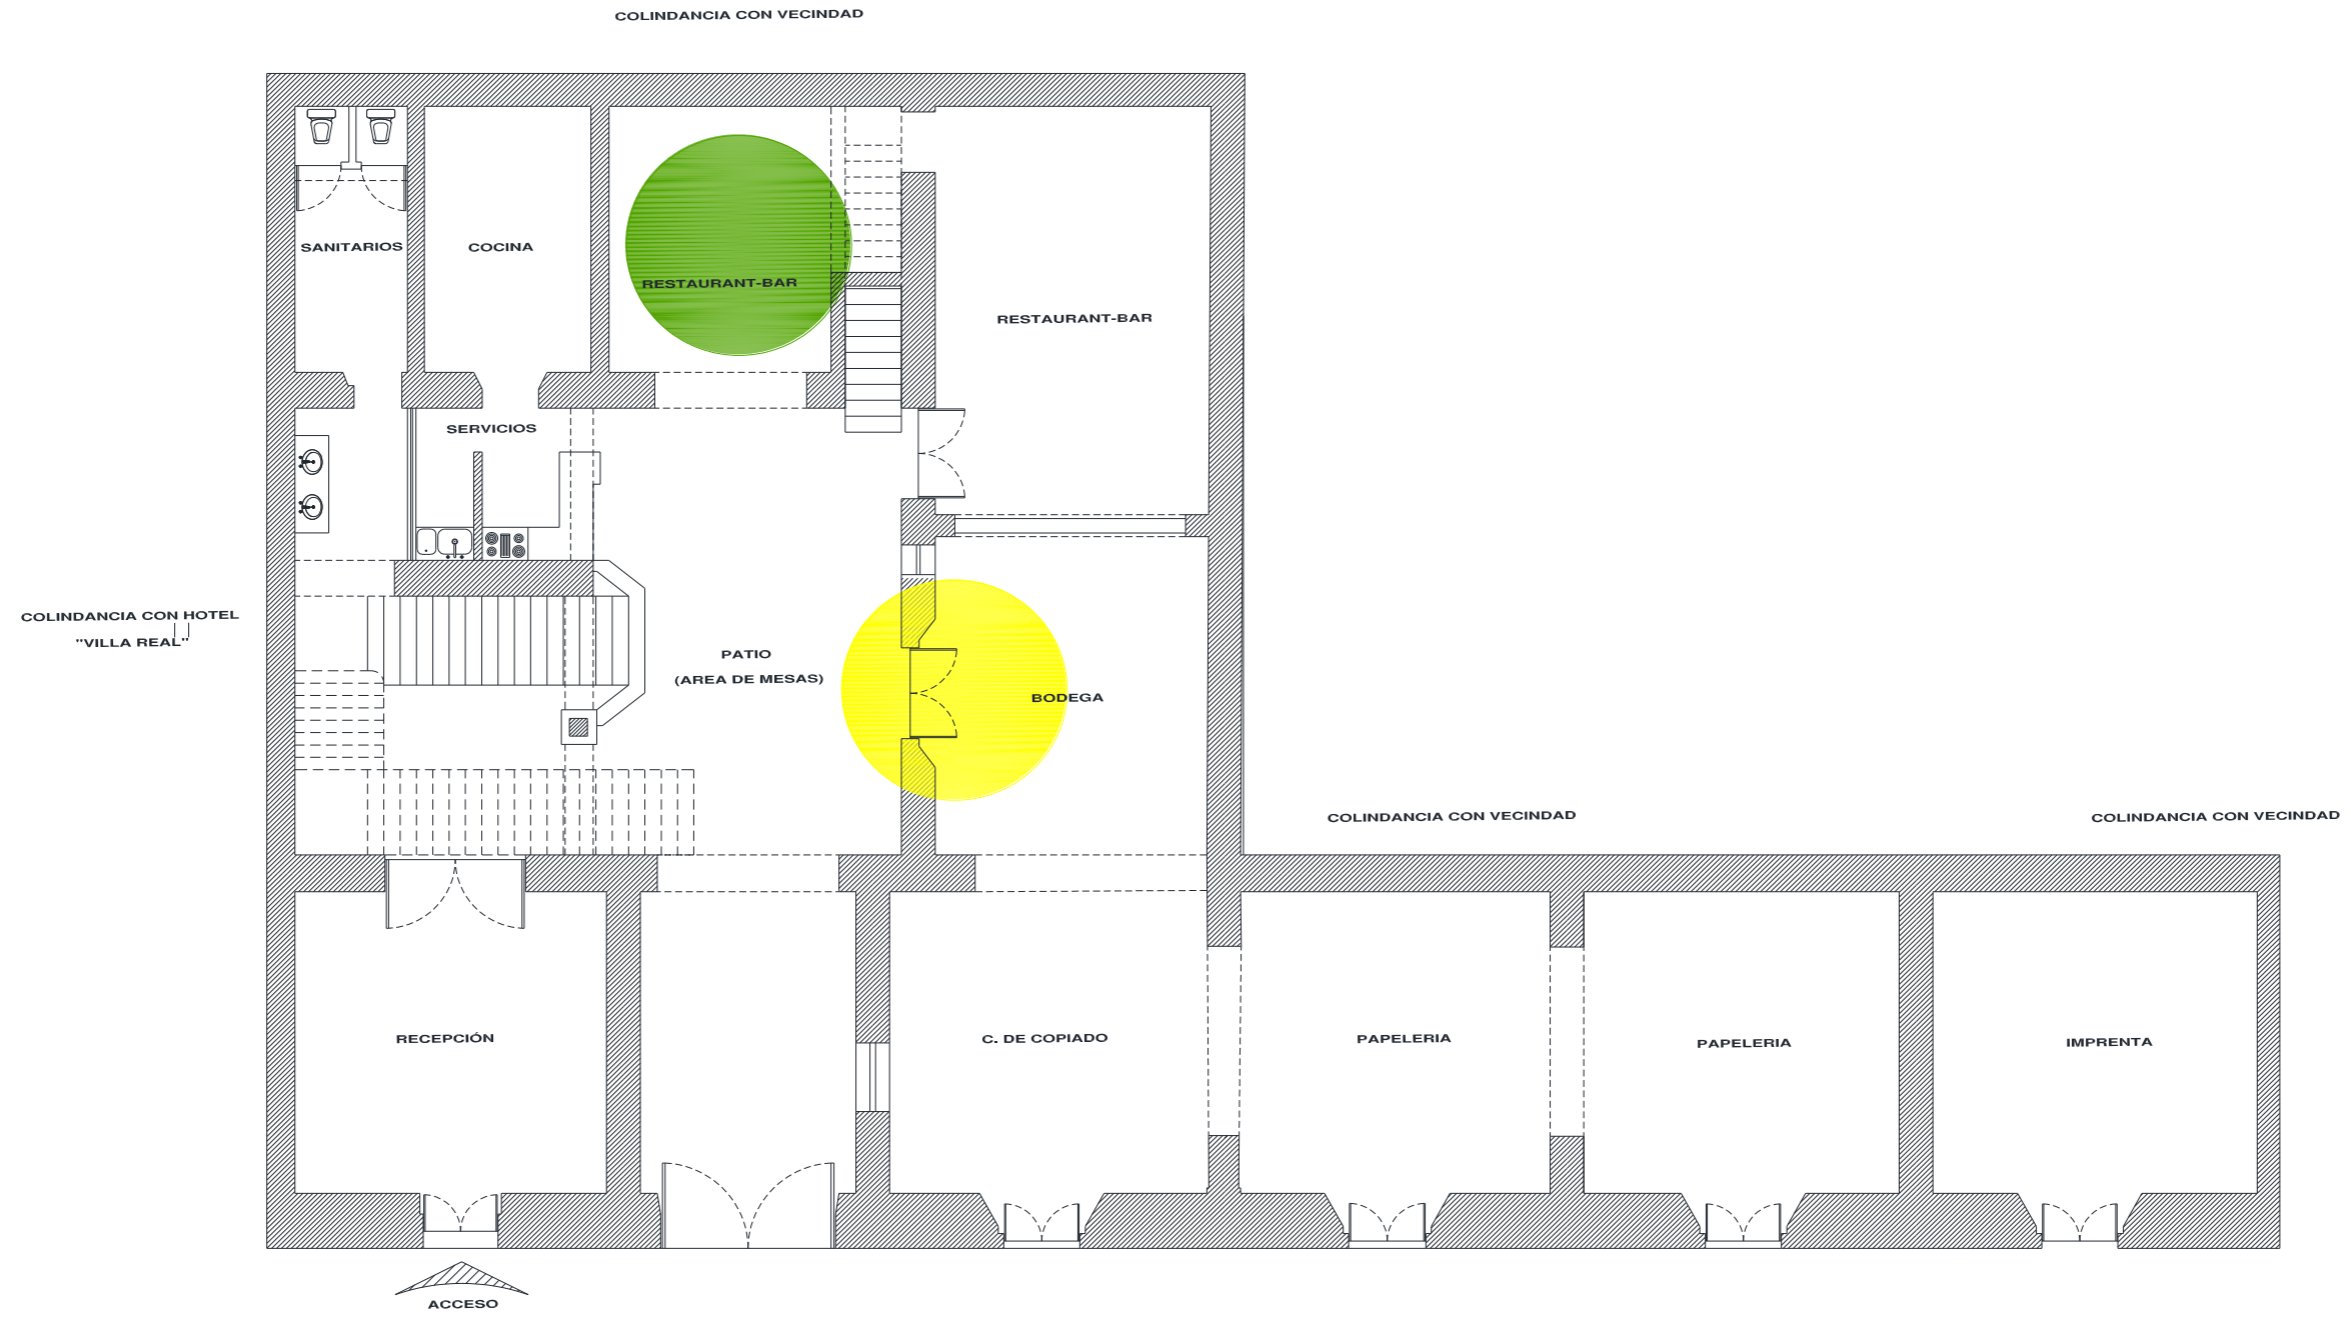 COLINDANCIA CON VECINDAD
SANITARIOS
COCINA
RESTAURANT-BAR
RESTAURANT-BAR
SERVICIOS
COLINDANCIA CON HOTEL
"VILLA REAL"
PATIO
(AREA DE MESAS)
BODEGA
COLINDANCIA CON VECINDAD
COLINDANCIA CON VECINDAD
RECEPCIÓN
C. DE COPIADO
PAPELERIA
PAPELERIA
IMPRENTA
ACCESO